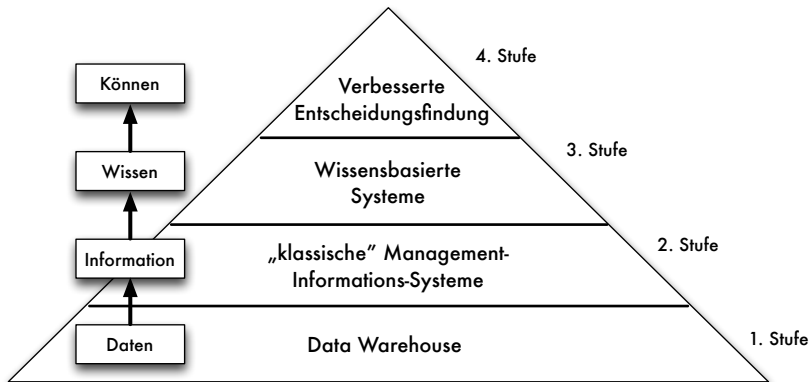 4. Stufe
Können
Verbesserte
Entscheidungsfindung
3. Stufe
Wissen
Wissensbasierte
Systeme
2. Stufe
Information
„klassische” Management-
Informations-Systeme
1. Stufe
Daten
Data Warehouse